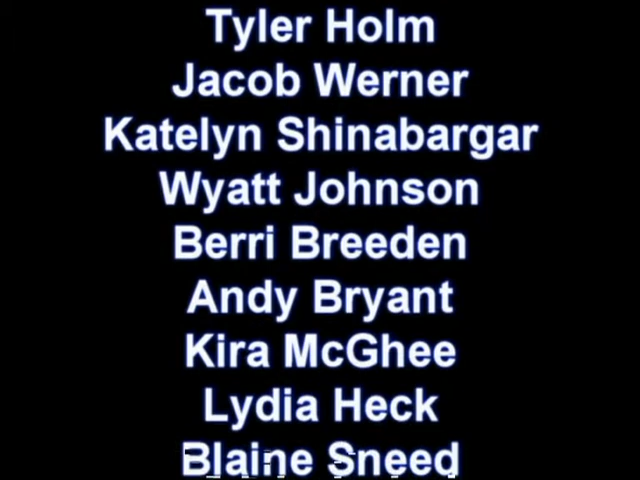 Tyler Holm
Jacob Werner
Katelyn Shinabargar
Wyatt Johnson
Berri Breeden
Andy Bryant
Kira McGhee
Lydia Heck
Blaine Sneed